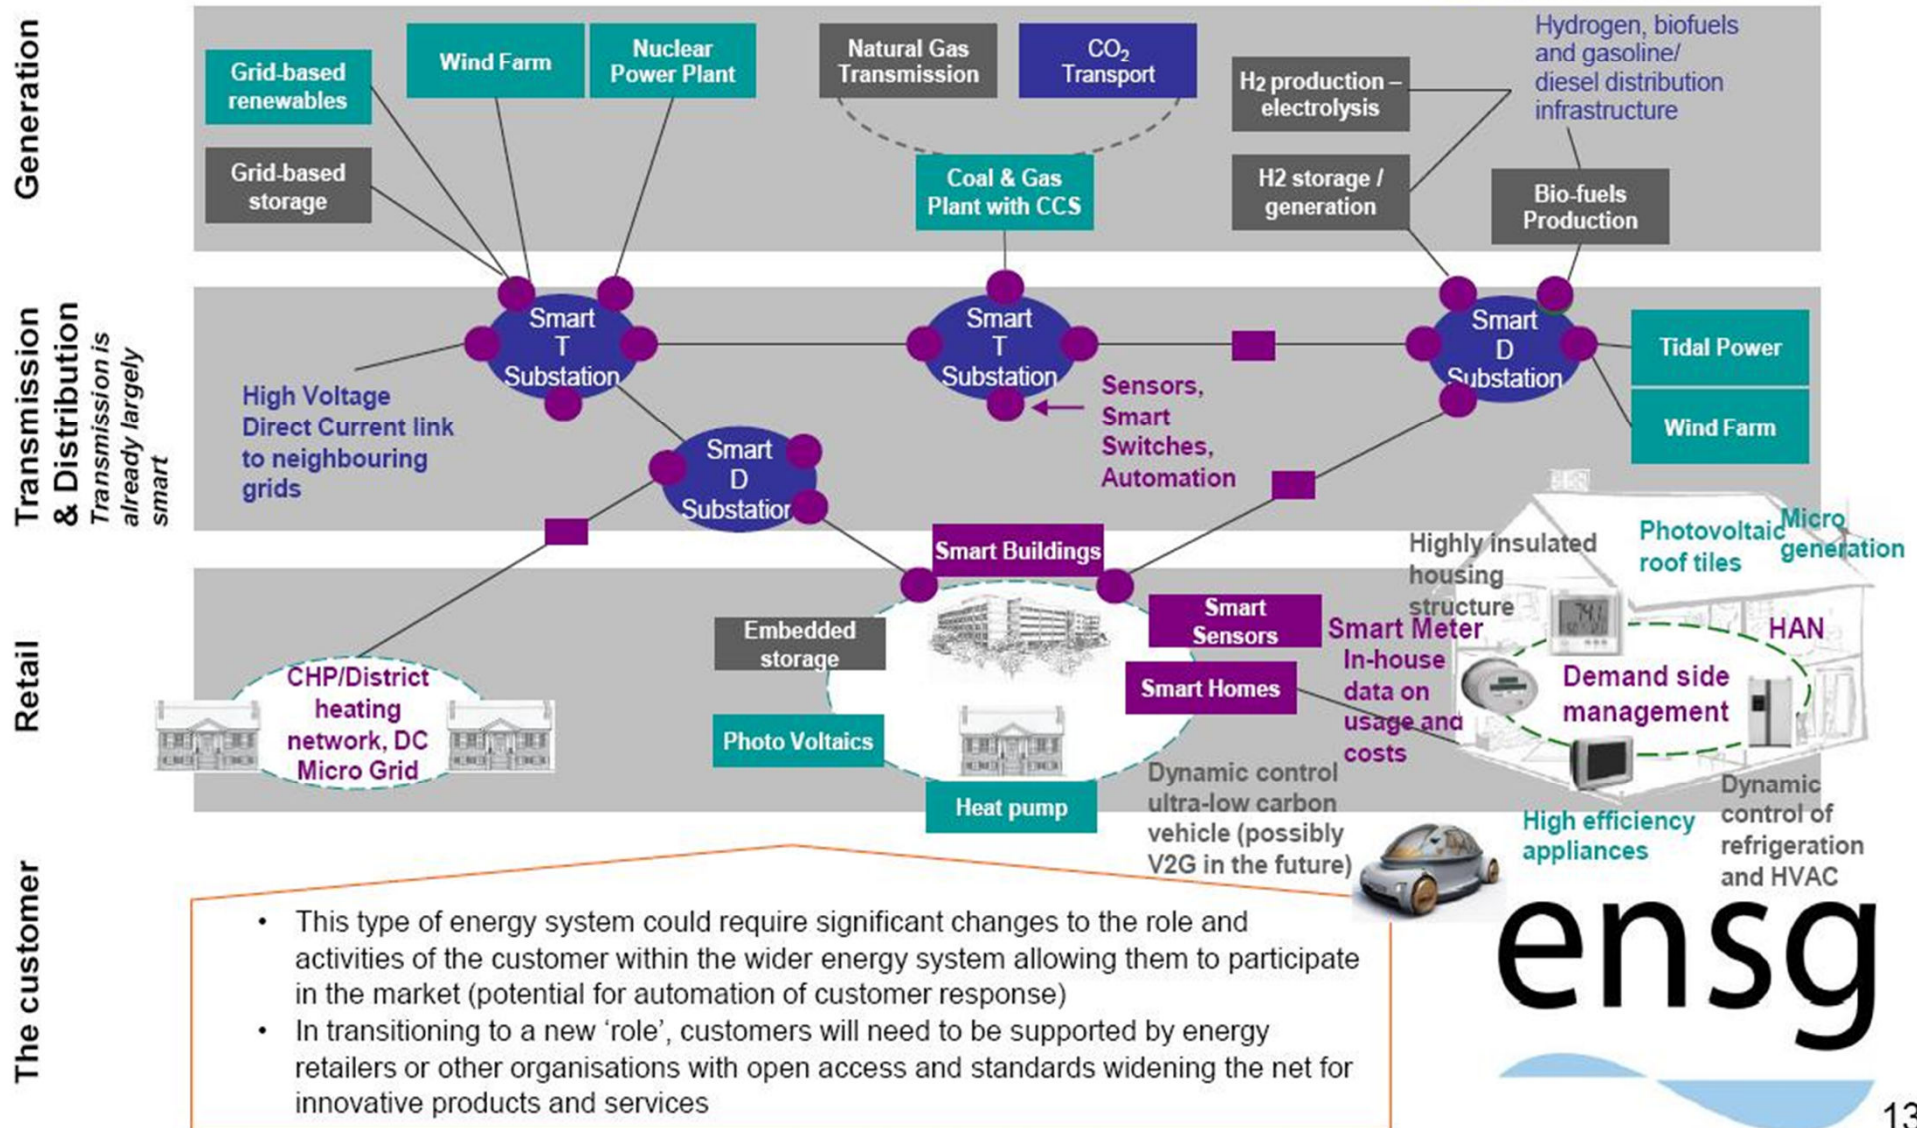 Generation
Grid-based
renewables
Wind Farm
Nuclear
Power Plant
Natural Gas
Transmission
CO2
Transport
H2 production –
electrolysis
Hydrogen, biofuels
and gasoline/
diesel distribution
infrastructure
Grid-based
storage
Coal & Gas
Plant with CCS
H2 storage /
generation
Bio-fuels
Production
Transmission
& Distribution
Transmission is
already largely
smart
Smart
T
Substation
Smart
T
Substation
Smart
D
Substation
Tidal Power
Wind Farm
High Voltage
Direct Current link
to neighbouring
grids
Sensors,
Smart
Switches,
Automation
Smart
D
Substation
Retail
Smart Buildings
Smart
Sensors
Embedded
storage
Smart Homes
Photo Voltaics
Heat pump
CHP/District
heating
network, DC
Micro Grid
Highly insulated
housing
structure
Photovoltaic
roof tiles
Micro
generation
Smart Meter
In-house
data on
usage and
costs
HAN
741
Demand side
management
Dynamic control
ultra-low carbon
vehicle (possibly
V2G in the future)
High efficiency
appliances
Dynamic
control of
refrigeration
and HVAC
The customer
• This type of energy system could require significant changes to the role and
activities of the customer within the wider energy system allowing them to participate
in the market (potential for automation of customer response)
• In transitioning to a new ‘role’, customers will need to be supported by energy
retailers or other organisations with open access and standards widening the net for
innovative products and services
ensg
13